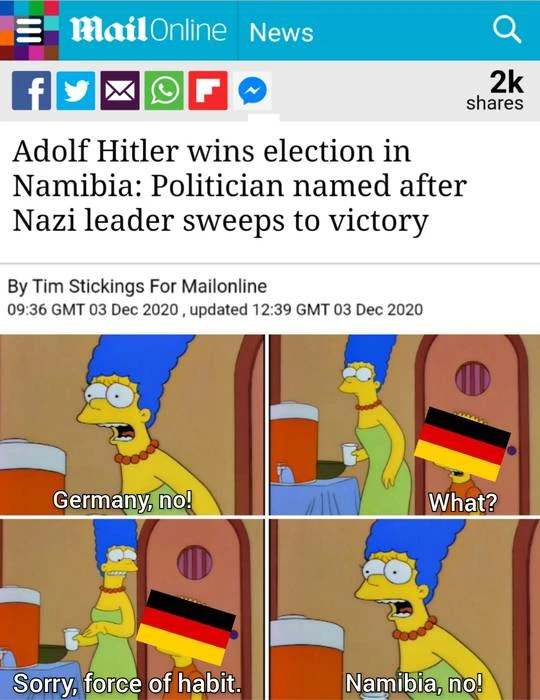 Mail Online News
2k
shares
Adolf Hitler wins election in
Namibia: Politician named after
Nazi leader sweeps to victory
By Tim Stickings For Mailonline
09:36 GMT 03 Dec 2020 , updated 12:39 GMT 03 Dec 2020
Germany, no!
What?
Sorry, force of habit.
Namibia, no!